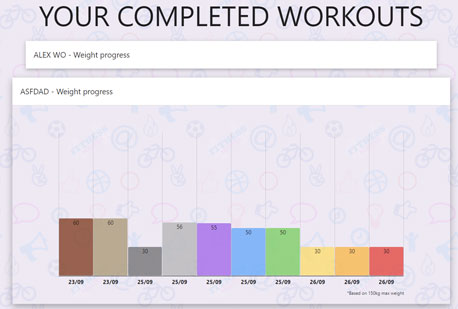 YOUR COMPLETED WORKOUTS
ALEX WO - Weight progress
ASFDAD - Weight progress
60 60 30 56 55 50 50 30 30 30
23/09 23/09 25/09 25/09 25/09 25/09 25/09 26/09 26/09 26/09
*Based on 150kg max weight